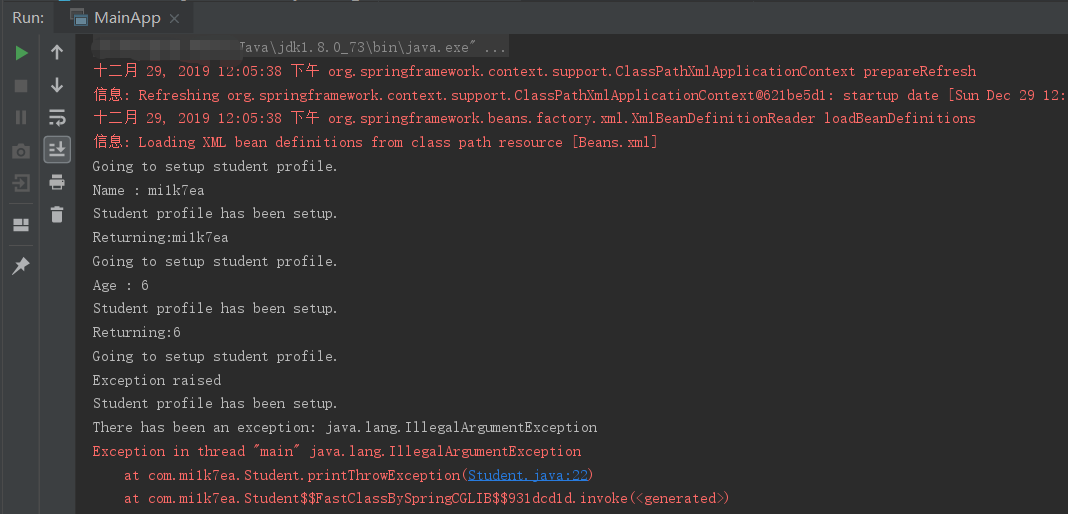 Run: MainApp ×
Java\jdk1.8.0_73\bin\java.exe" ...
十二月 29, 2019 12:05:38 下午 org.springframework.context.support.ClassPathXmlApplicationContext prepareRefresh
信息: Refreshing org.springframework.context.support.ClassPathXmlApplicationContext@621be5d1: startup date [Sun Dec 29 12:
十二月 29, 2019 12:05:38 下午 org.springframework.beans.factory.xml.XmlBeanDefinitionReader loadBeanDefinitions
信息: Loading XML bean definitions from class path resource [Beans.xml]
Going to setup student profile.
Name : mi1k7ea
Student profile has been setup.
Returning:mi1k7ea
Going to setup student profile.
Age : 6
Student profile has been setup.
Returning:6
Going to setup student profile.
Exception raised
Student profile has been setup.
There has been an exception: java.lang.IllegalArgumentException
Exception in thread "main" java.lang.IllegalArgumentException
at com.mi1k7ea.Student.printThrowException(Student.java:22)
at com.mi1k7ea.Student$$FastClassBySpringCGLIB$$931dcd1d.invoke(<generated>)